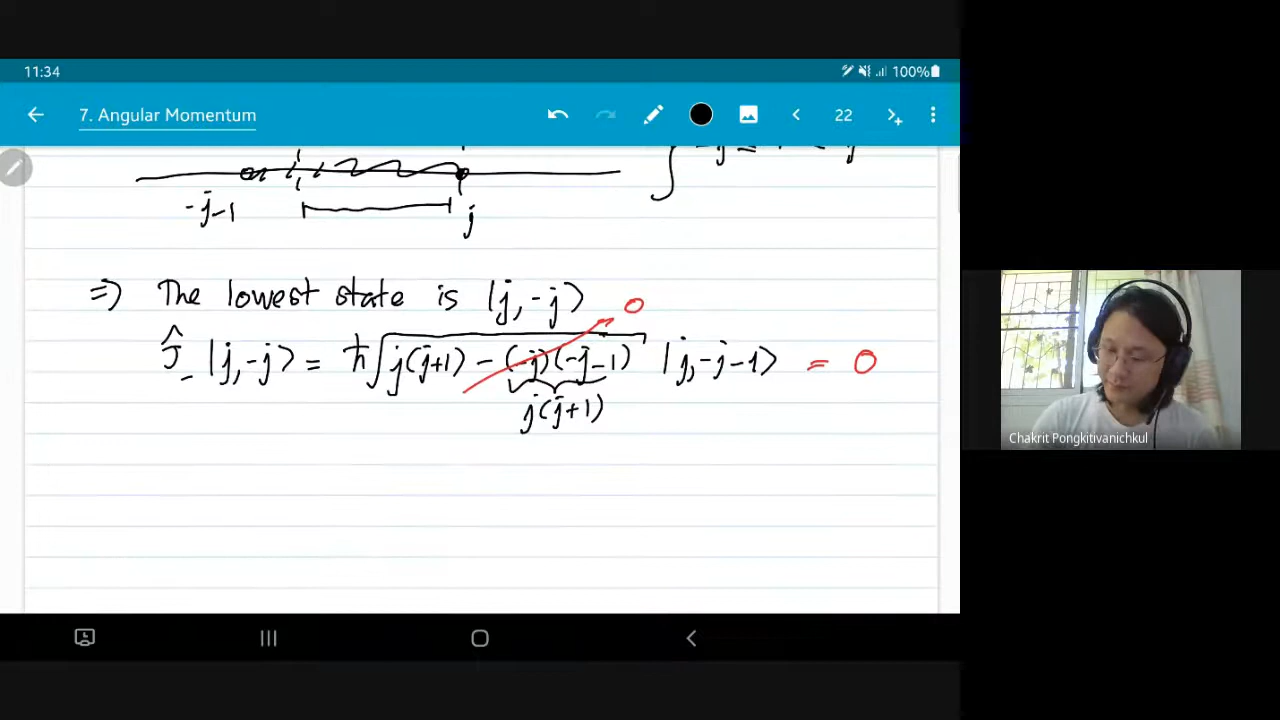 11:34
100%
7. Angular Momentum
22
-j-1
j
⇒ The lowest state is |j, -j⟩
0
Ĵ₋ |j, -j⟩ = ħ√(j(j+1) - (-j)(-j-1)) |j, -j-1⟩ = 0
j(j+1)
Chakrit Pongkitivanichkul